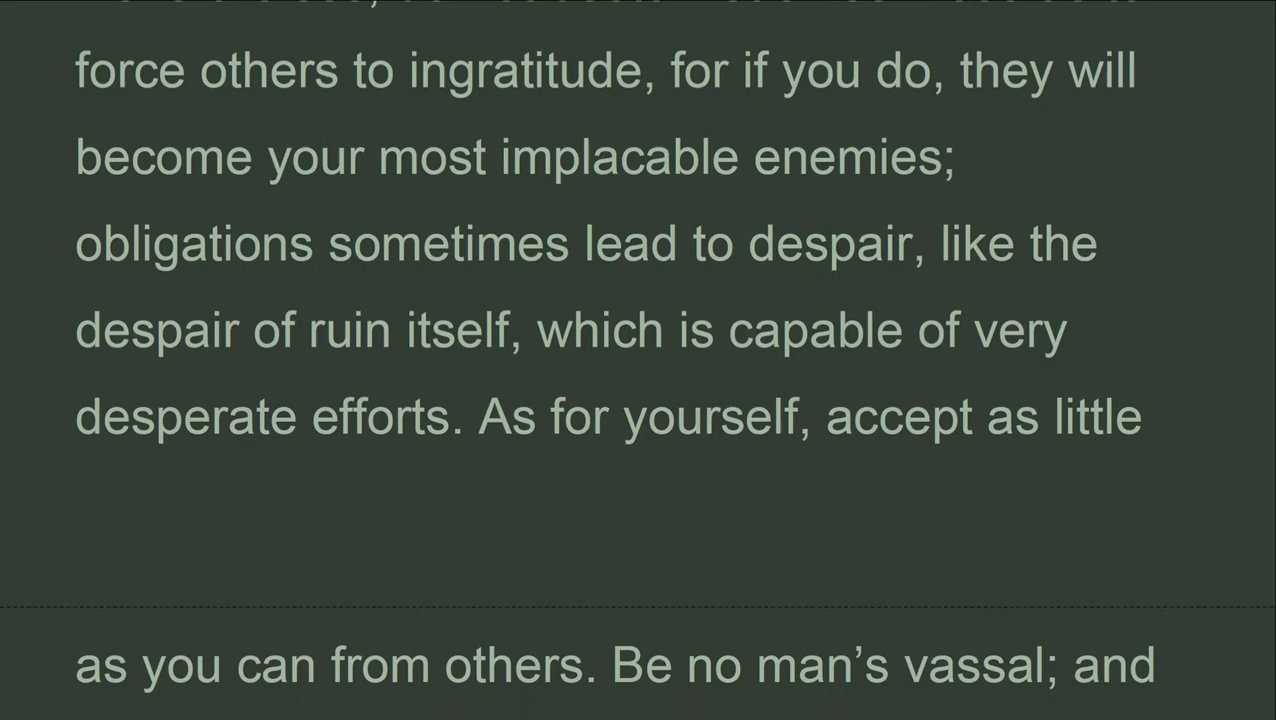 force others to ingratitude, for if you do, they will
become your most implacable enemies;
obligations sometimes lead to despair, like the
despair of ruin itself, which is capable of very
desperate efforts. As for yourself, accept as little
as you can from others. Be no man’s vassal; and